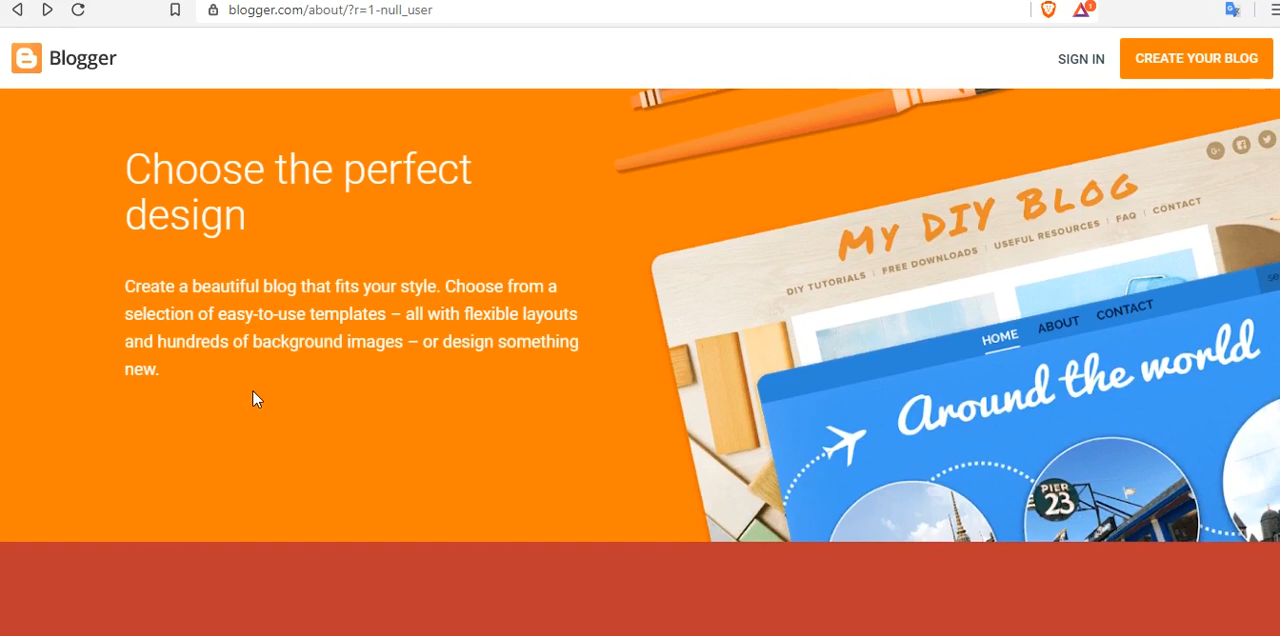 blogger.com/about/?r=1-null_user
1
Blogger
SIGN IN
CREATE YOUR BLOG
Choose the perfect
design
Create a beautiful blog that fits your style. Choose from a
selection of easy-to-use templates – all with flexible layouts
and hundreds of background images – or design something
new.
MY DIY BLOG
DIY TUTORIALS | FREE DOWNLOADS | USEFUL RESOURCES | FAQ | CONTACT
HOME ABOUT CONTACT
Around the world
PIER
23